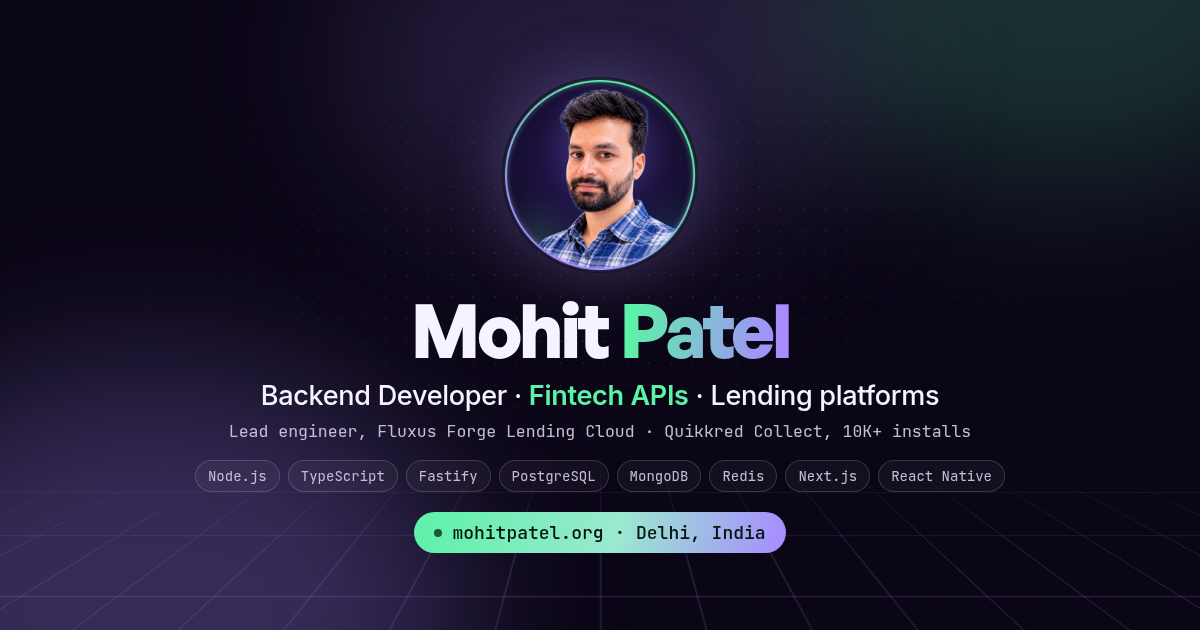 Mohit Patel
Backend Developer · Fintech APIs · Lending platforms
Lead engineer, Fluxus Forge Lending Cloud · Quikkred Collect, 10K+ installs
Node.js TypeScript Fastify PostgreSQL MongoDB Redis Next.js React Native
mohitpatel.org · Delhi, India